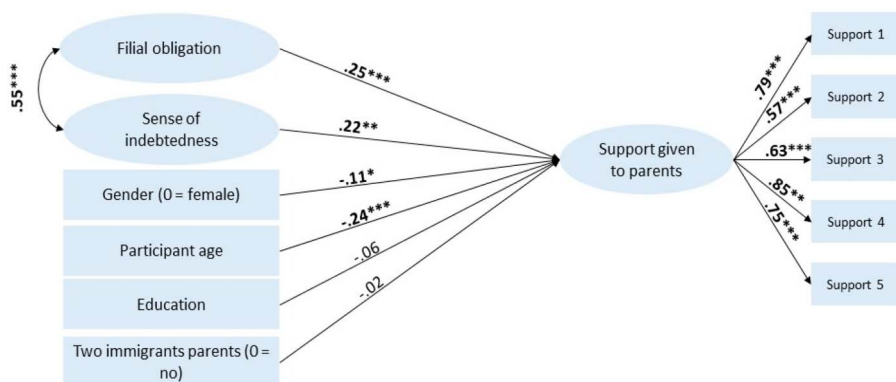 .55***
Filial obligation
.25***
Sense of
indebtedness
.22**
Gender (0 = female)
-.11*
Participant age
-.24***
Education
-.06
Two immigrants parents (0 =
no)
-.02
Support given
to parents
.79***
Support 1
.57***
Support 2
.63***
Support 3
.85**
Support 4
.75***
Support 5